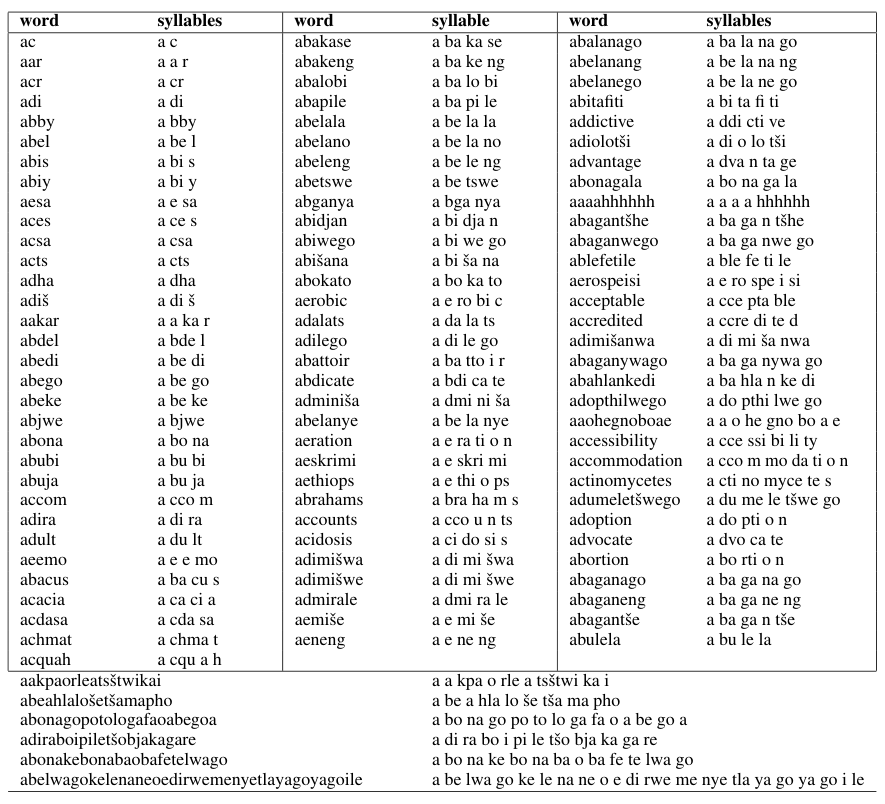 word syllables word syllable word syllables
ac a c abakase a ba ka se abalanago a ba la na go
aar a a r abakeng a ba ke ng abelanang a be la na ng
acr a cr abalobi a ba lo bi abelanego a be la ne go
adi a di abapile a ba pi le abitafiti a bi ta fi ti
abby a bby abelala a be la la addictive a ddi cti ve
abel a be l abelano a be la no adiolotši a di o lo tši
abis a bi s abeleng a be le ng advantage a dva n ta ge
abiy a bi y abetswe a be tswe abonagala a bo na ga la
aesa a e sa abganya a bga nya aaaahhhhhh a a a a hhhhhh
aces a ce s abidjan a bi dja n abagantšhe a ba ga n tšhe
acsa a csa abiwego a bi we go abaganwego a ba ga nwe go
acts a cts abišana a bi ša na ablefetile a ble fe ti le
adha a dha abokato a bo ka to aerospeisi a e ro spe i si
adiš a di š aerobic a e ro bi c acceptable a cce pta ble
aakar a a ka r adalats a da la ts accredited a ccre di te d
abdel a bde l adilego a di le go adimišanwa a di mi ša nwa
abedi a be di abattoir a ba tto i r abaganywago a ba ga nywa go
abego a be go abdicate a bdi ca te abahlankedi a ba hla n ke di
abeke a be ke adminiša a dmi ni ša adopthilwego a do pthi lwe go
abjwe a bjwe abelanye a be la nye aaohegnoboae a a o he gno bo a e
abona a bo na aeration a e ra ti o n accessibility a cce ssi bi li ty
abubi a bu bi aeskrimi a e skri mi accommodation a cco m mo da ti o n
abuja a bu ja aethiops a e thi o ps actinomycetes a cti no myce te s
accom a cco m abrahams a bra ha m s adumeletšwego a du me le tšwe go
adira a di ra accounts a cco u n ts adoption a do pti o n
adult a du lt acidosis a ci do si s advocate a dvo ca te
aeemo a e e mo adimišwa a di mi šwa abortion a bo rti o n
abacus a ba cu s adimišwe a di mi šwe abaganago a ba ga na go
acacia a ca ci a admirale a dmi ra le abaganeng a ba ga ne ng
acdasa a cda sa aemiše a e mi še abagantše a ba ga n tše
achmat a chma t aeneng a e ne ng abulela a bu le la
acquah a cqu a h
aakpaorleatsštwikai a a kpa o rle a tsštwi ka i
abeahlalošetšamapho a be a hla lo še tša ma pho
abonagopotologafaoabegoa a bo na go po to lo ga fa o a be go a
adiraboipiletšobjakagare a di ra bo i pi le tšo bja ka ga re
abonakebonabaobafetelwago a bo na ke bo na ba o ba fe te lwa go
abelwagokelenaneoedirwemenyetlayagoyagoile a be lwa go ke le na ne o e di rwe me nye tla ya go ya go i le